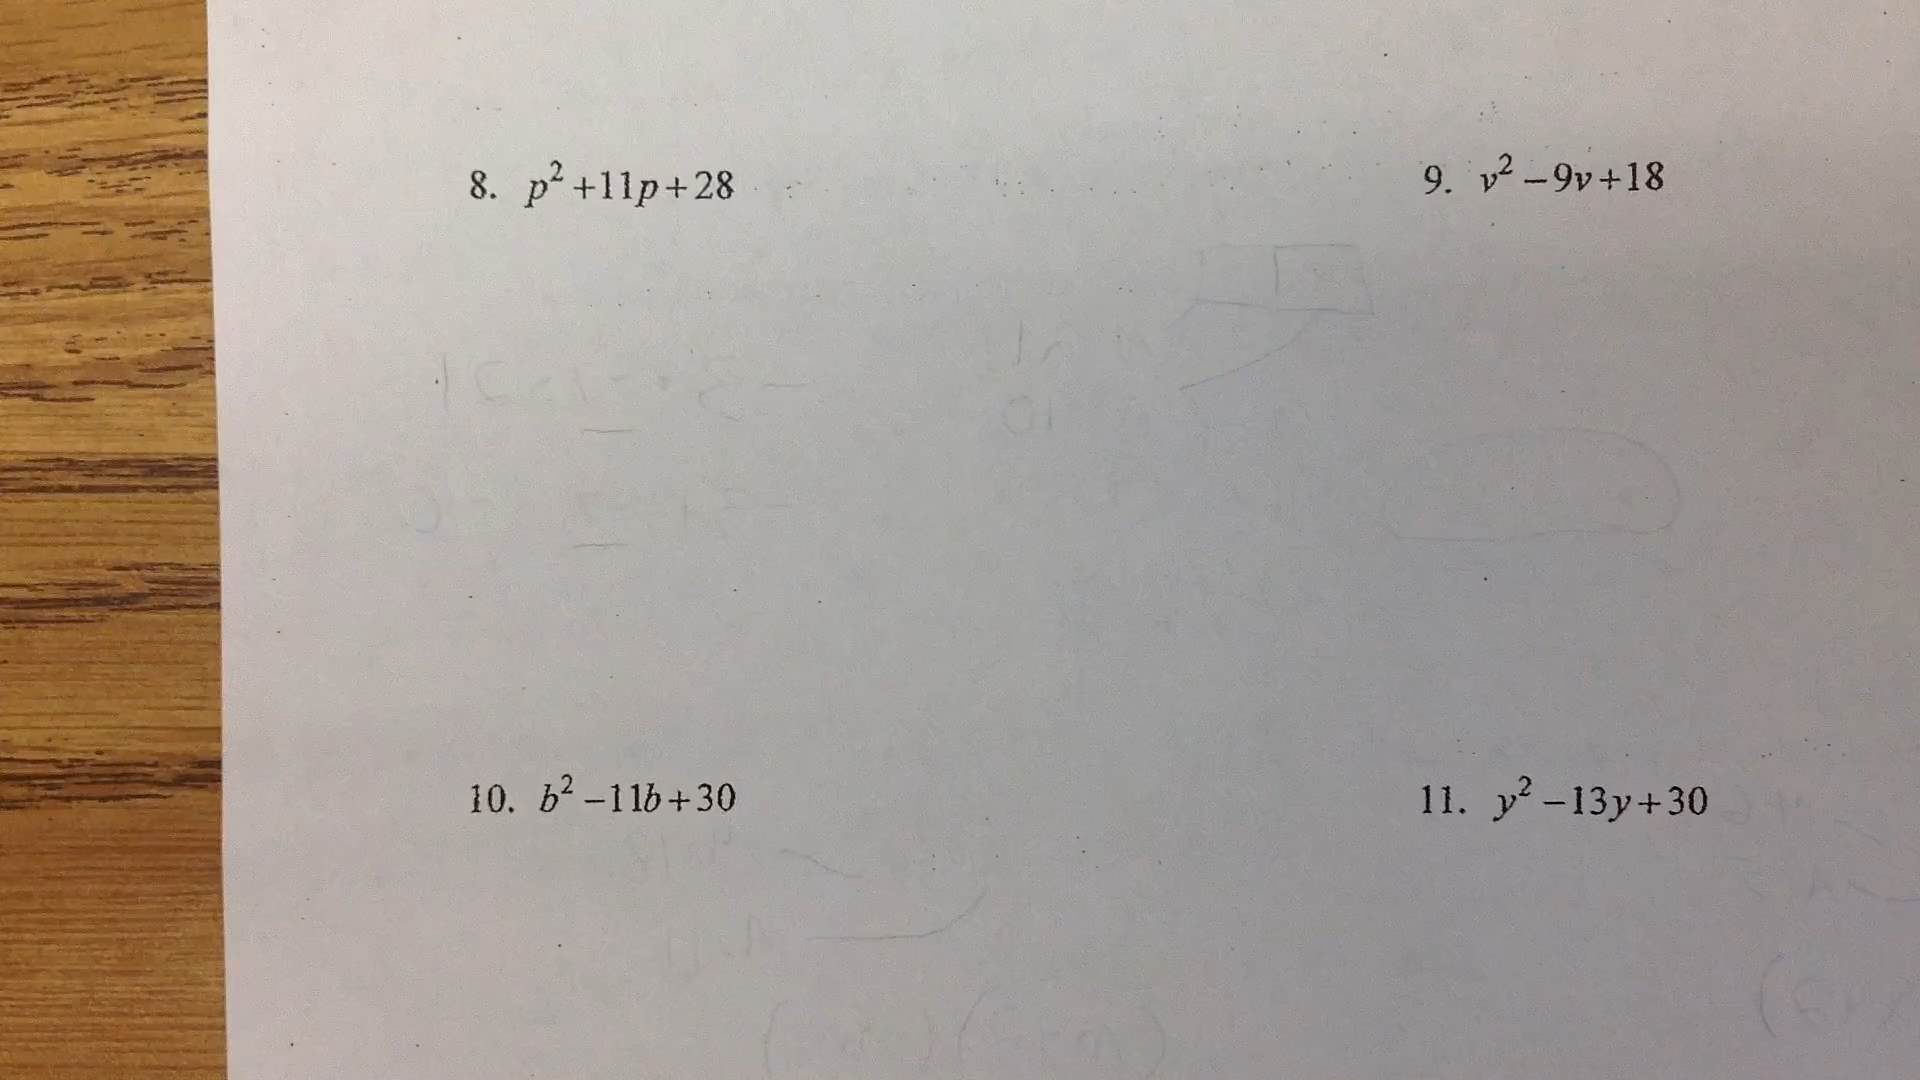 8. p² +11p+28
9. v² −9v+18
10. b² −11b+30
11. y² −13y+30